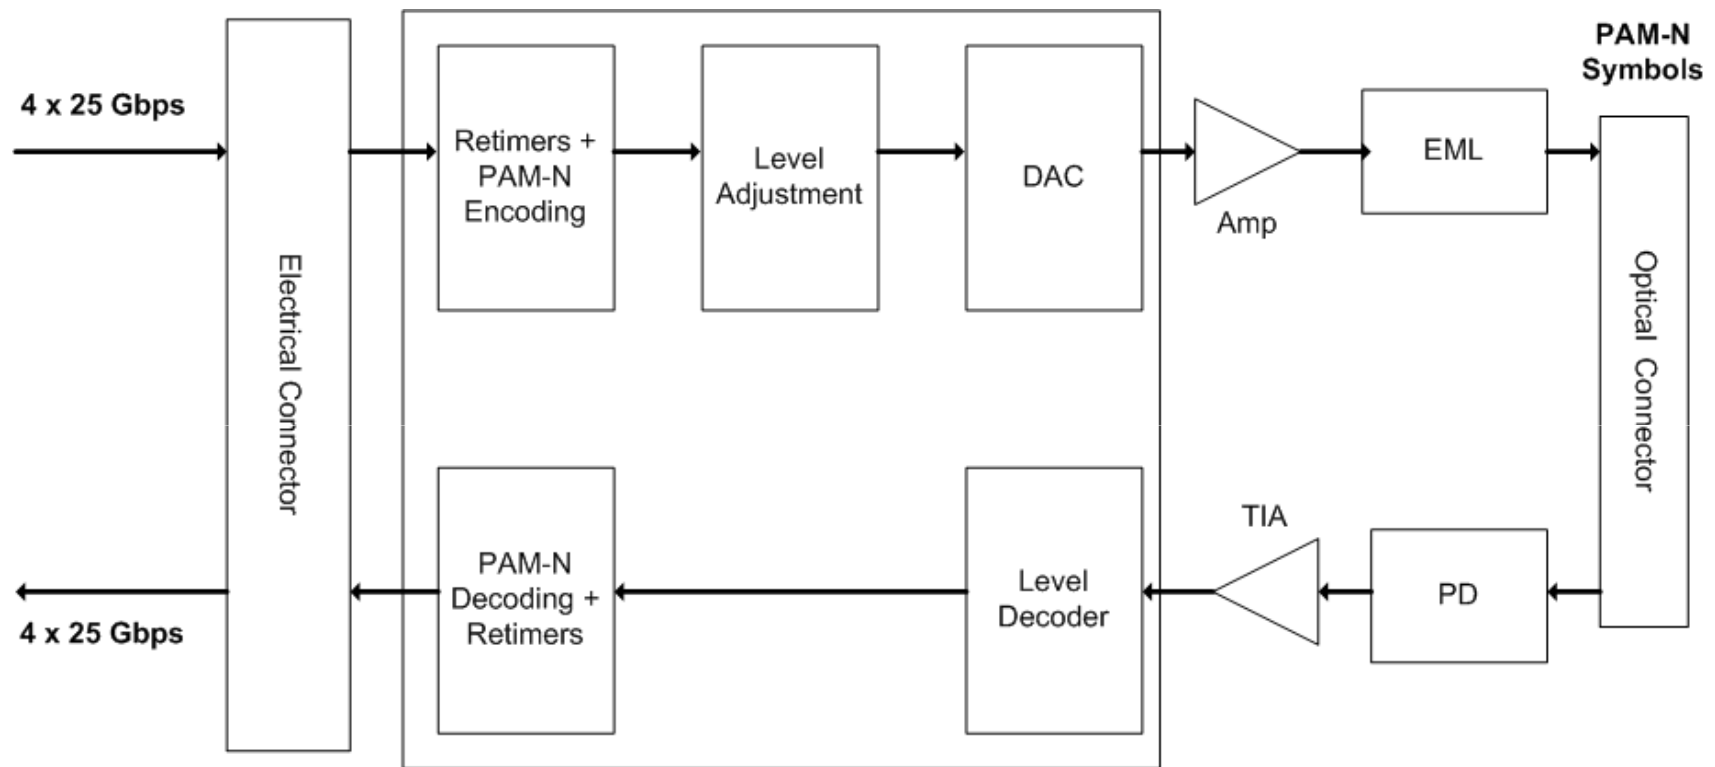 PAM-N
Symbols
4 x 25 Gbps
Retimers +
PAM-N
Encoding
Level
Adjustment
DAC
Amp
EML
Electrical Connector
Optical Connector
PAM-N
Decoding +
Retimers
Level
Decoder
TIA
PD
4 x 25 Gbps